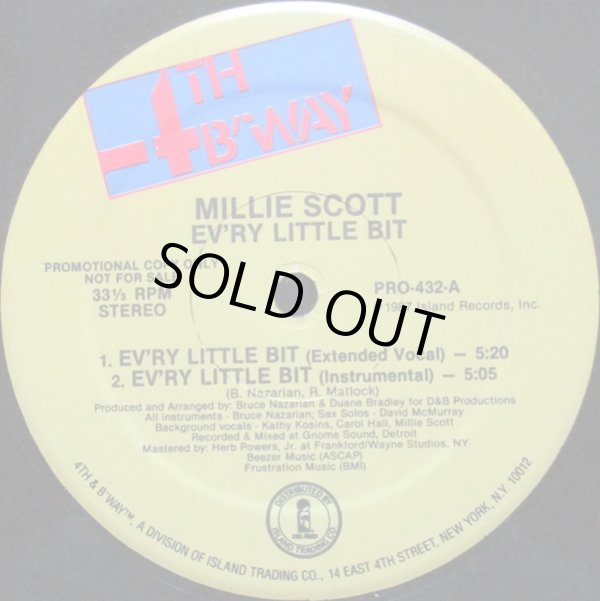 4TH
B'WAY
MILLIE SCOTT
EV'RY LITTLE BIT
PROMOTIONAL COPY ONLY
NOT FOR SALE
33⅓ RPM
STEREO
PRO-432-A
1987 Island Records, Inc.
SOLD OUT
1. EV'RY LITTLE BIT (Extended Vocal) – 5:20
2. EV'RY LITTLE BIT (Instrumental) – 5:05
(B. Nazarian, R. Matlock)
Produced and Arranged by: Bruce Nazarian & Duane Bradley for D&B Productions
All instruments - Bruce Nazarian; Sax Solos - David McMurray
Background vocals - Kathy Kosins, Carol Hall, Millie Scott
Recorded & Mixed at Gnome Sound, Detroit
Mastered by: Herb Powers, Jr. at Frankford/Wayne Studios, NY
Beezer Music (ASCAP)
Frustration Music (BMI)
DISTRIBUTED BY
ISLAND
ISLAND TRADING CO.
4TH & B'WAY™, A DIVISION OF ISLAND TRADING CO., 14 EAST 4TH STREET, NEW YORK, N.Y. 10012